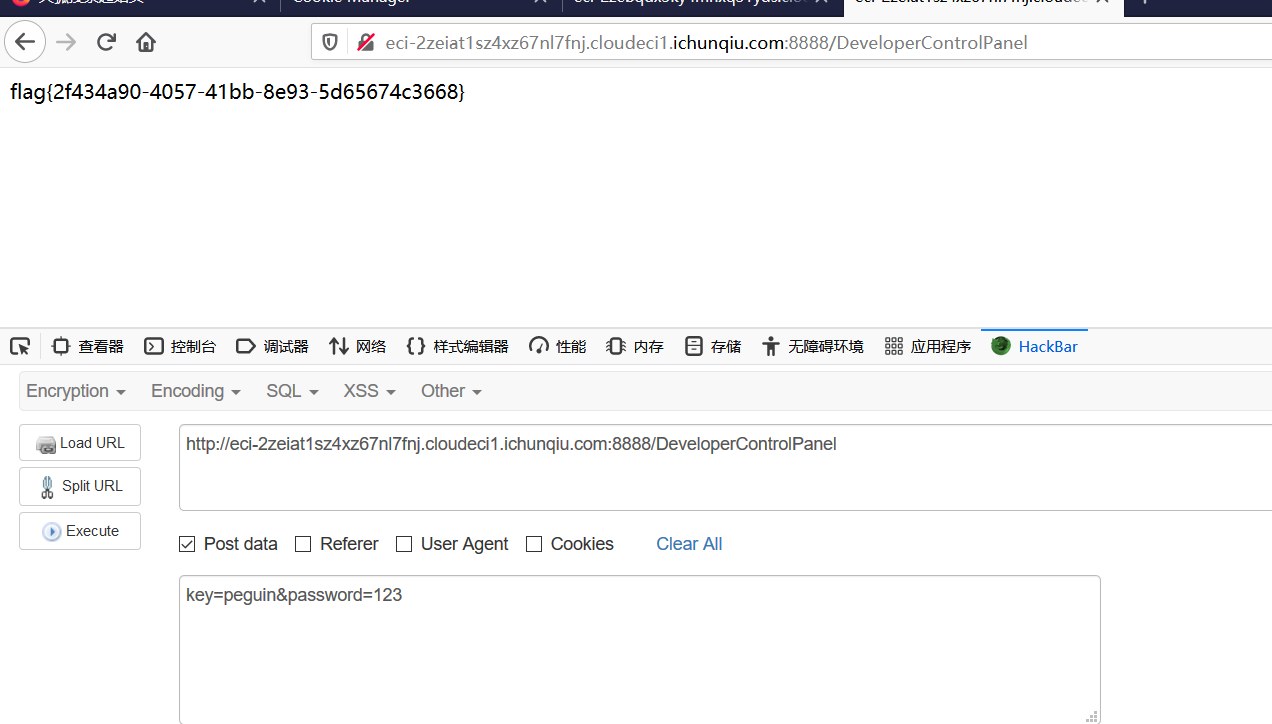 Cookie Manager
eci-2zeiat1sz4xz67nl7fnj.cloudeci1.ichunqiu.com:8888/DeveloperControlPanel
flag{2f434a90-4057-41bb-8e93-5d65674c3668}
查看器 控制台 调试器 网络 样式编辑器 性能 内存 存储 无障碍环境 应用程序 HackBar
Encryption Encoding SQL XSS Other
Load URL http://eci-2zeiat1sz4xz67nl7fnj.cloudeci1.ichunqiu.com:8888/DeveloperControlPanel
Split URL
Execute
Post data Referer User Agent Cookies Clear All
key=peguin&password=123